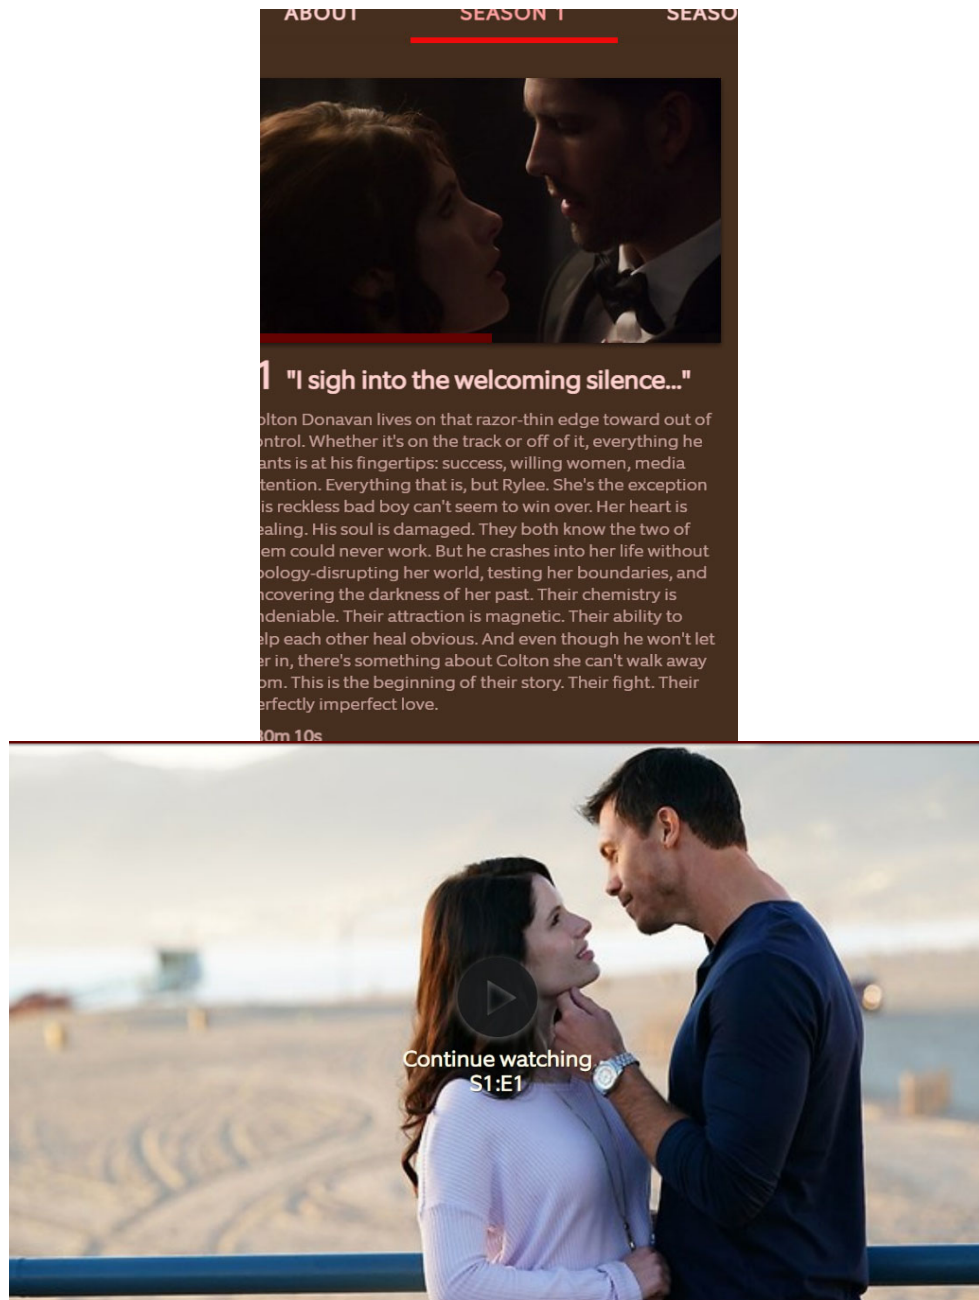 ABOUT SEASON 1 SEASO
1 "I sigh into the welcoming silence..."
olton Donavan lives on that razor-thin edge toward out of
ontrol. Whether it's on the track or off of it, everything he
ants is at his fingertips: success, willing women, media
tention. Everything that is, but Rylee. She's the exception
is reckless bad boy can't seem to win over. Her heart is
ealing. His soul is damaged. They both know the two of
em could never work. But he crashes into her life without
pology-disrupting her world, testing her boundaries, and
ncovering the darkness of her past. Their chemistry is
ndeniable. Their attraction is magnetic. Their ability to
elp each other heal obvious. And even though he won't let
er in, there's something about Colton she can't walk away
om. This is the beginning of their story. Their fight. Their
erfectly imperfect love.
30m 10s
Continue watching
S1:E1